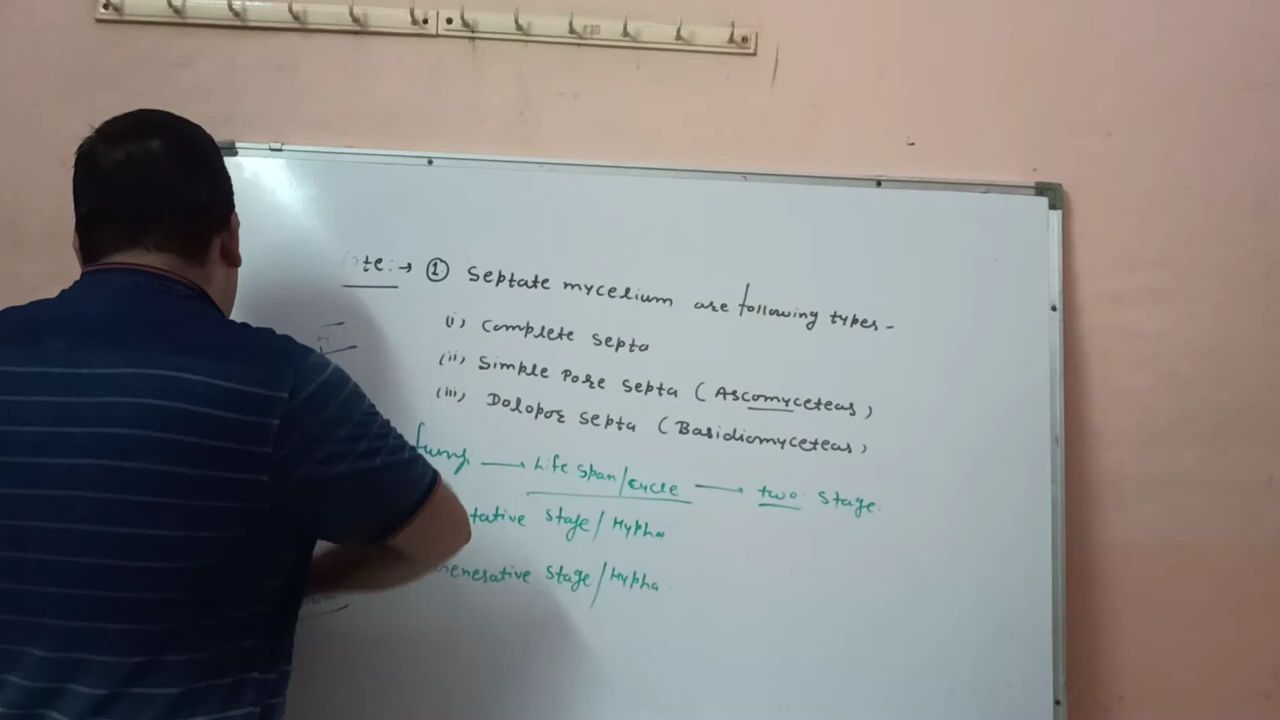 te:→ ① Septate mycelium are following types-
(i) Complete Septa
(ii) Simple Pore Septa (Ascomyceteas)
(iii) Dolopor Septa (Basidiomyceteas)
fungi → Life span/cycle → two stage.
tative stage/Hypha
enerative stage/Hypha